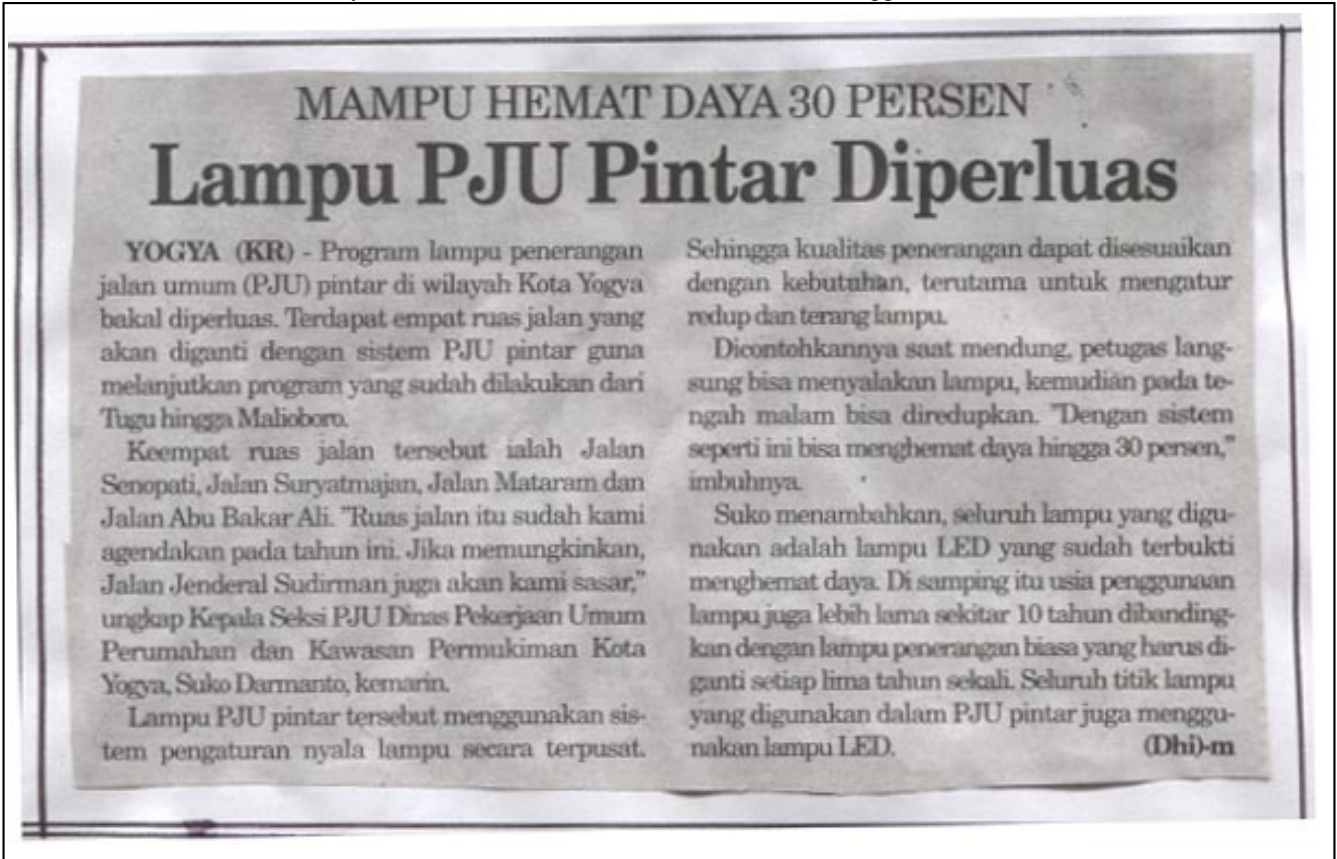 MAMPU HEMAT DAYA 30 PERSEN
Lampu PJU Pintar Diperluas
YOGYA (KR) - Program lampu penerangan
jalan umum (PJU) pintar di wilayah Kota Yogya
bakal diperluas. Terdapat empat ruas jalan yang
akan diganti dengan sistem PJU pintar guna
melanjutkan program yang sudah dilakukan dari
Tugu hingga Malioboro.
Keempat ruas jalan tersebut ialah Jalan
Senopati, Jalan Suryatmajan, Jalan Mataram dan
Jalan Abu Bakar Ali. "Ruas jalan itu sudah kami
agendakan pada tahun ini. Jika memungkinkan,
Jalan Jenderal Sudirman juga akan kami sasar,"
ungkap Kepala Seksi PJU Dinas Pekerjaan Umum
Perumahan dan Kawasan Permukiman Kota
Yogya, Suko Darmanto, kemarin.
Lampu PJU pintar tersebut menggunakan sis-
tem pengaturan nyala lampu secara terpusat.
Sehingga kualitas penerangan dapat disesuaikan
dengan kebutuhan, terutama untuk mengatur
redup dan terang lampu.
Dicontohkannya saat mendung, petugas lang-
sung bisa menyalakan lampu, kemudian pada te-
ngah malam bisa diredupkan. "Dengan sistem
seperti ini bisa menghemat daya hingga 30 persen,"
imbuhnya.
Suko menambahkan, seluruh lampu yang digu-
nakan adalah lampu LED yang sudah terbukti
menghemat daya. Di samping itu usia penggunaan
lampu juga lebih lama sekitar 10 tahun dibanding-
kan dengan lampu penerangan biasa yang harus di-
ganti setiap lima tahun sekali. Seluruh titik lampu
yang digunakan dalam PJU pintar juga menggu-
nakan lampu LED. (Dhi)-m